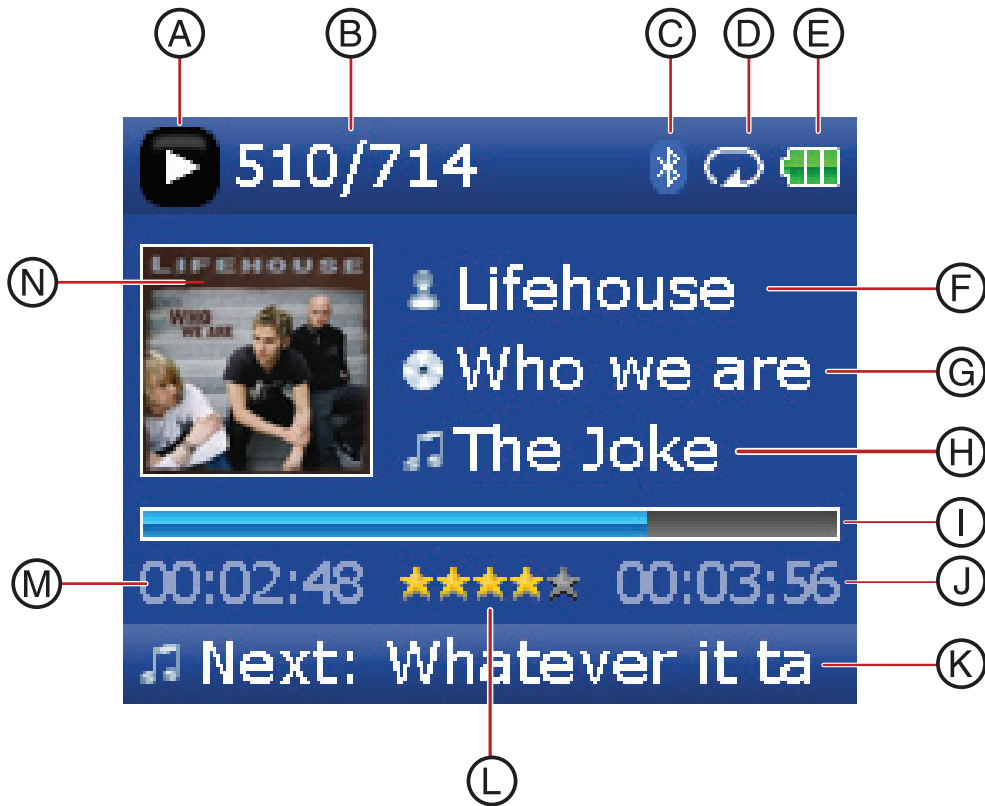 A B C D E
510/714
N
LIFEHOUSE
WHO
WE ARE
Lifehouse F
Who we are G
The Joke H
I
M 00:02:48 00:03:56 J
Next: Whatever it ta K
L